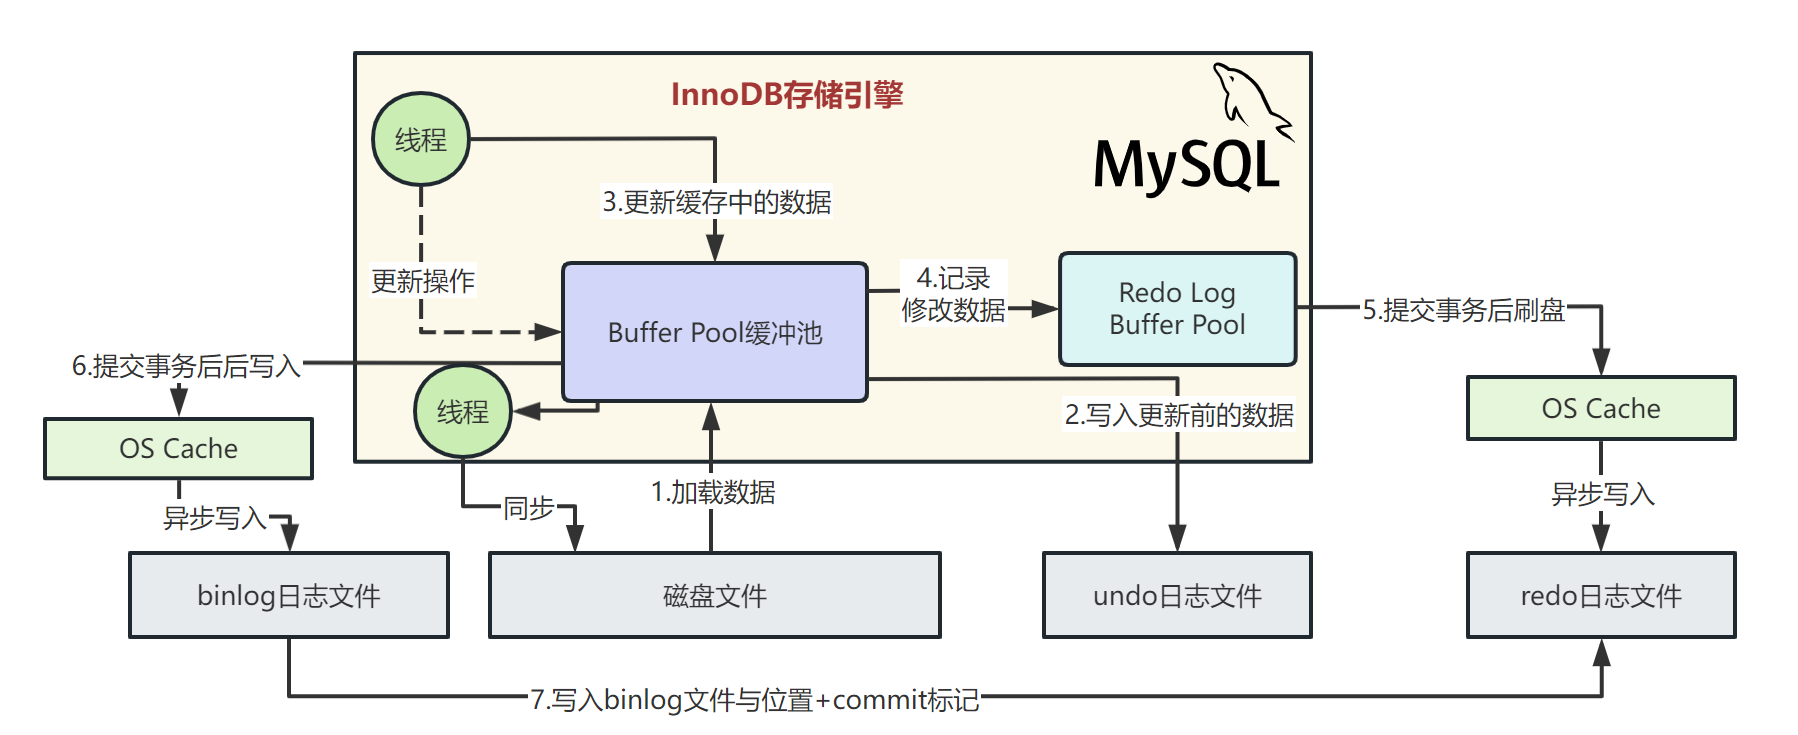 InnoDB存储引擎
MySQL
线程
3.更新缓存中的数据
更新操作
4.记录
修改数据
Redo Log
Buffer Pool
5.提交事务后刷盘
Buffer Pool缓冲池
6.提交事务后后写入
线程
2.写入更新前的数据
OS Cache
OS Cache
1.加载数据
同步
异步写入
异步写入
binlog日志文件
磁盘文件
undo日志文件
redo日志文件
7.写入binlog文件与位置+commit标记